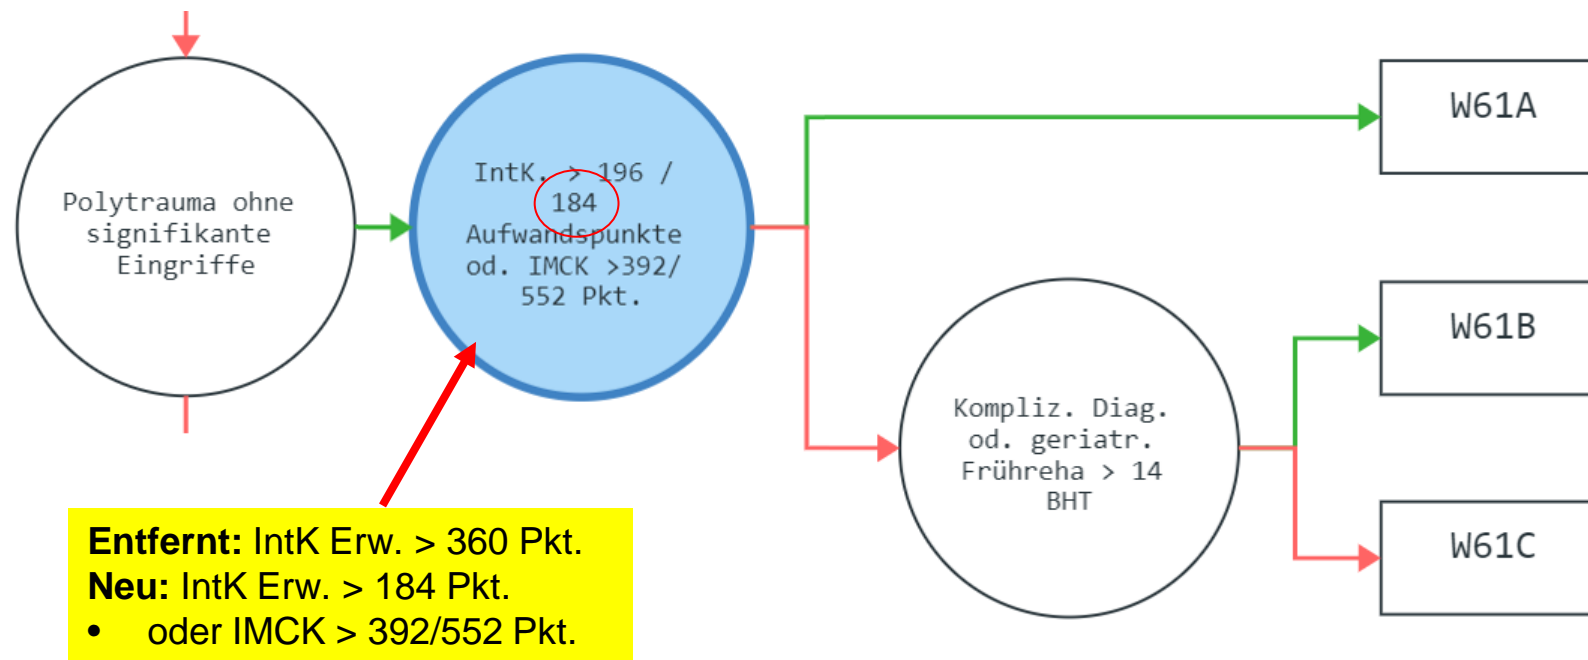 Polytrauma ohne
signifikante
Eingriffe
IntK. > 196 /
184
Aufwandspunkte
od. IMCK >392/
552 Pkt.
W61A
Kompliz. Diag.
od. geriatr.
Frühreha > 14
BHT
W61B
W61C
Entfernt: IntK Erw. > 360 Pkt.
Neu: IntK Erw. > 184 Pkt.
• oder IMCK > 392/552 Pkt.